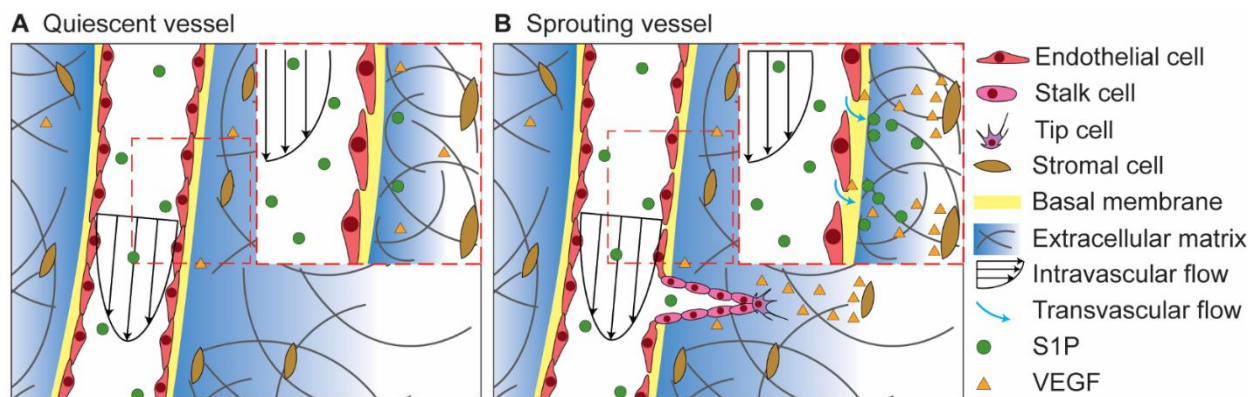 A Quiescent vessel
B Sprouting vessel
Endothelial cell
Stalk cell
Tip cell
Stromal cell
Basal membrane
Extracellular matrix
Intravascular flow
Transvascular flow
S1P
VEGF